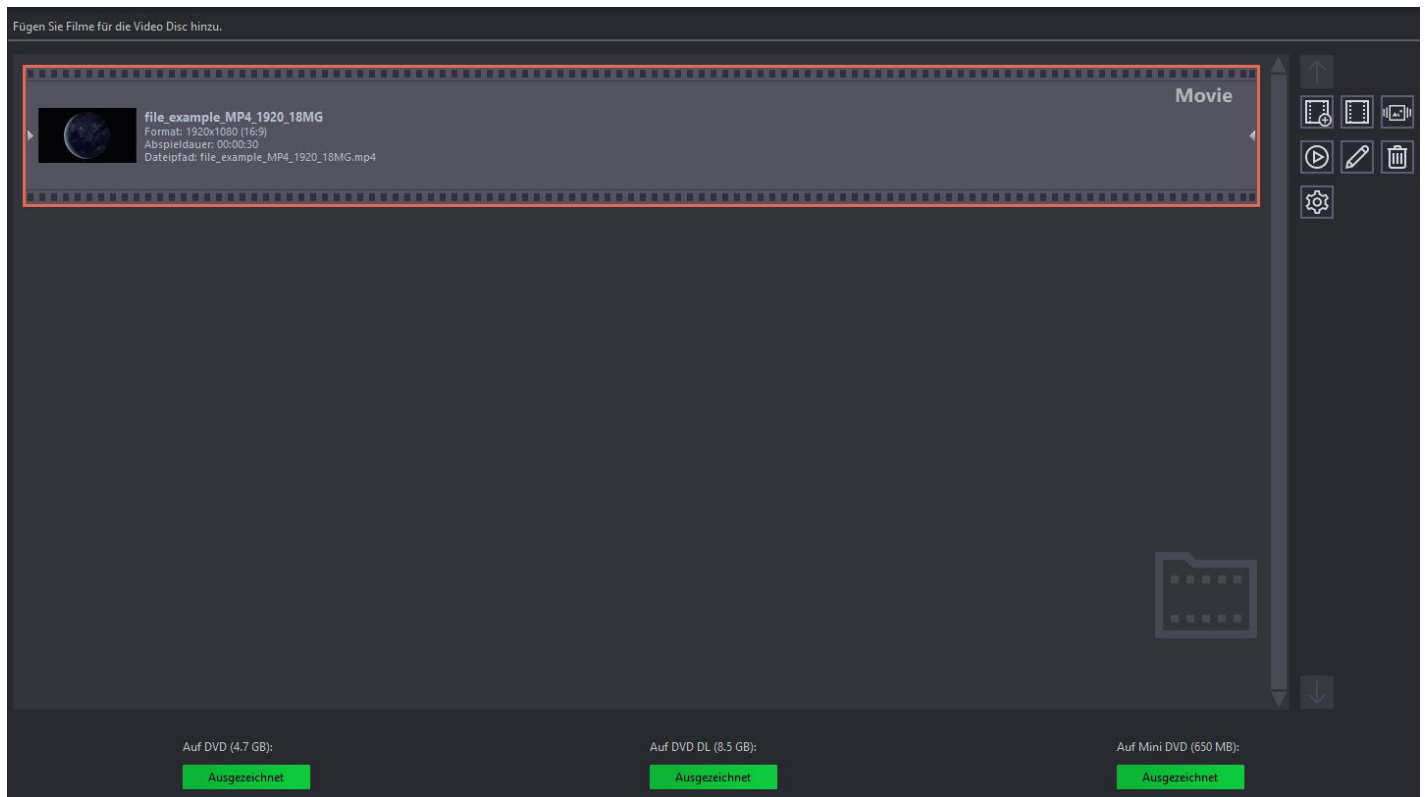 Fügen Sie Filme für die Video Disc hinzu.
Movie
file_example_MP4_1920_18MG
Format: 1920x1080 (16:9)
Abspieldauer: 00:00:30
Dateipfad: file_example_MP4_1920_18MG.mp4
Auf DVD (4.7 GB):
Auf DVD DL (8.5 GB):
Auf Mini DVD (650 MB):
Ausgezeichnet
Ausgezeichnet
Ausgezeichnet